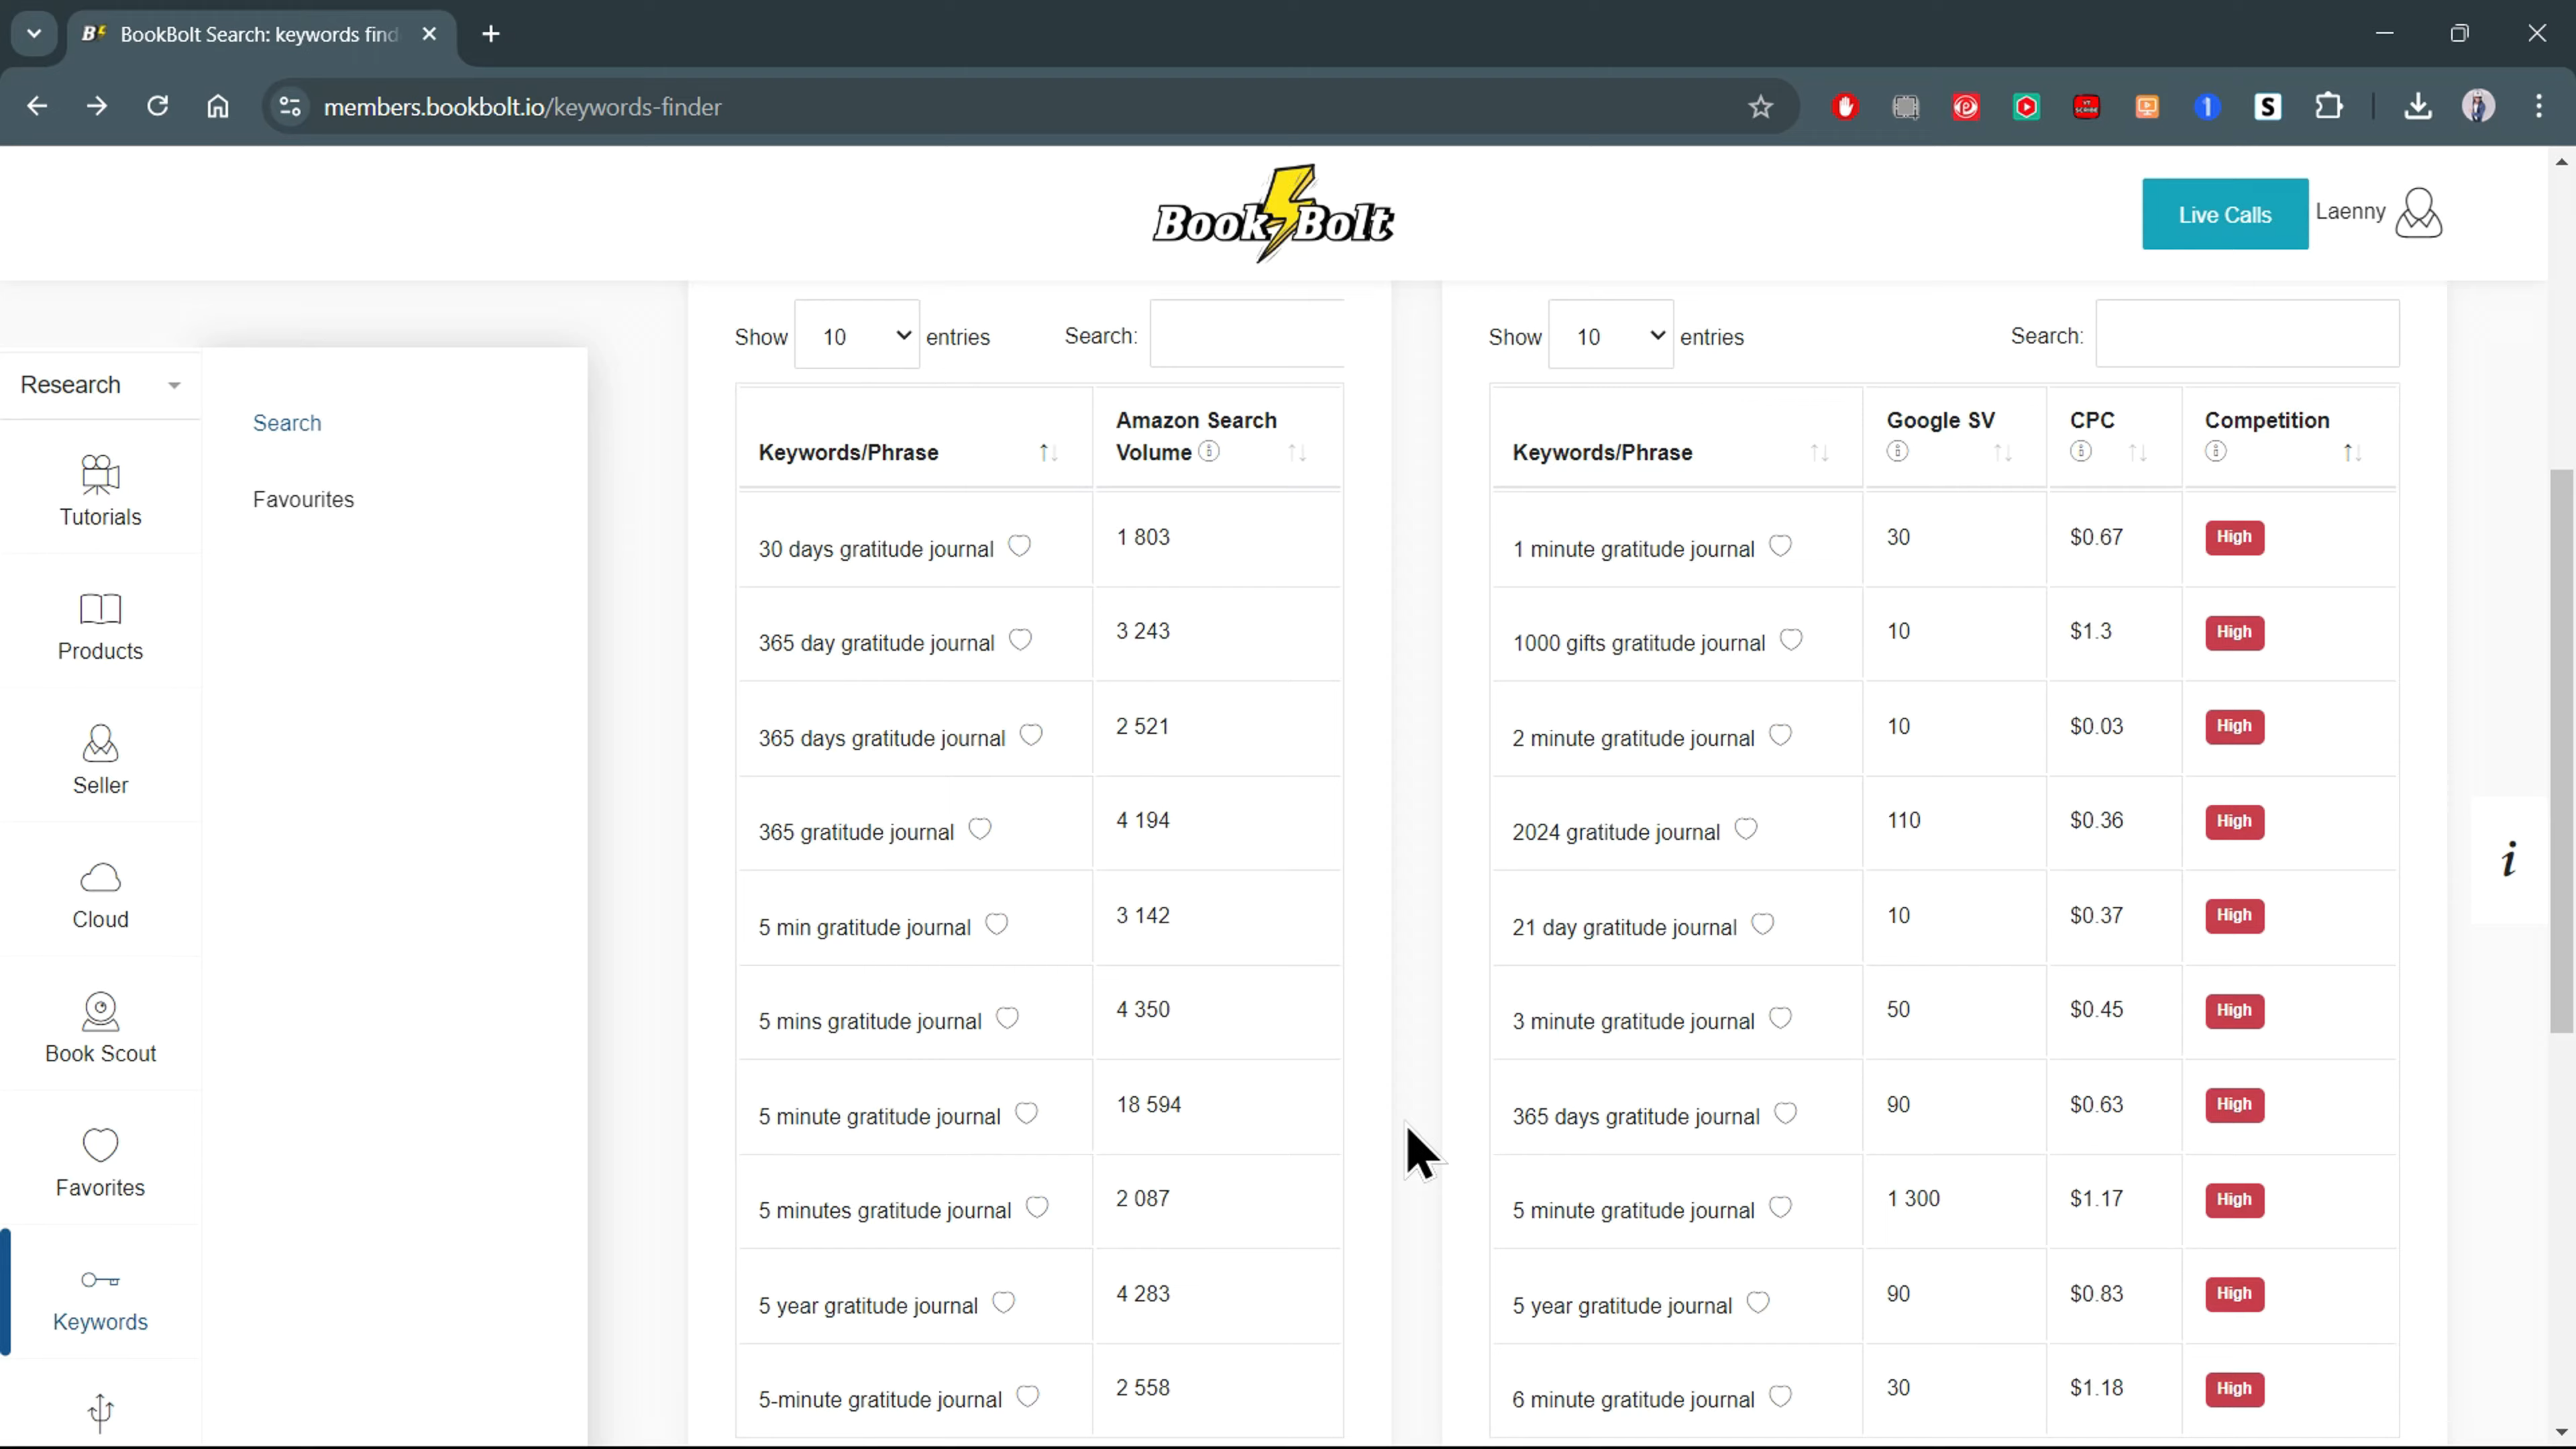 BookBolt Search: keywords find
members.bookbolt.io/keywords-finder
Book Bolt
Live Calls
Laenny
Research
Tutorials
Products
Seller
Cloud
Book Scout
Favorites
Keywords
Search
Favourites
Show 10 entries Search:
Keywords/Phrase Amazon Search Volume
30 days gratitude journal 1 803
365 day gratitude journal 3 243
365 days gratitude journal 2 521
365 gratitude journal 4 194
5 min gratitude journal 3 142
5 mins gratitude journal 4 350
5 minute gratitude journal 18 594
5 minutes gratitude journal 2 087
5 year gratitude journal 4 283
5-minute gratitude journal 2 558
Show 10 entries Search:
Keywords/Phrase Google SV CPC Competition
1 minute gratitude journal 30 $0.67 High
1000 gifts gratitude journal 10 $1.3 High
2 minute gratitude journal 10 $0.03 High
2024 gratitude journal 110 $0.36 High
21 day gratitude journal 10 $0.37 High
3 minute gratitude journal 50 $0.45 High
365 days gratitude journal 90 $0.63 High
5 minute gratitude journal 1 300 $1.17 High
5 year gratitude journal 90 $0.83 High
6 minute gratitude journal 30 $1.18 High
i